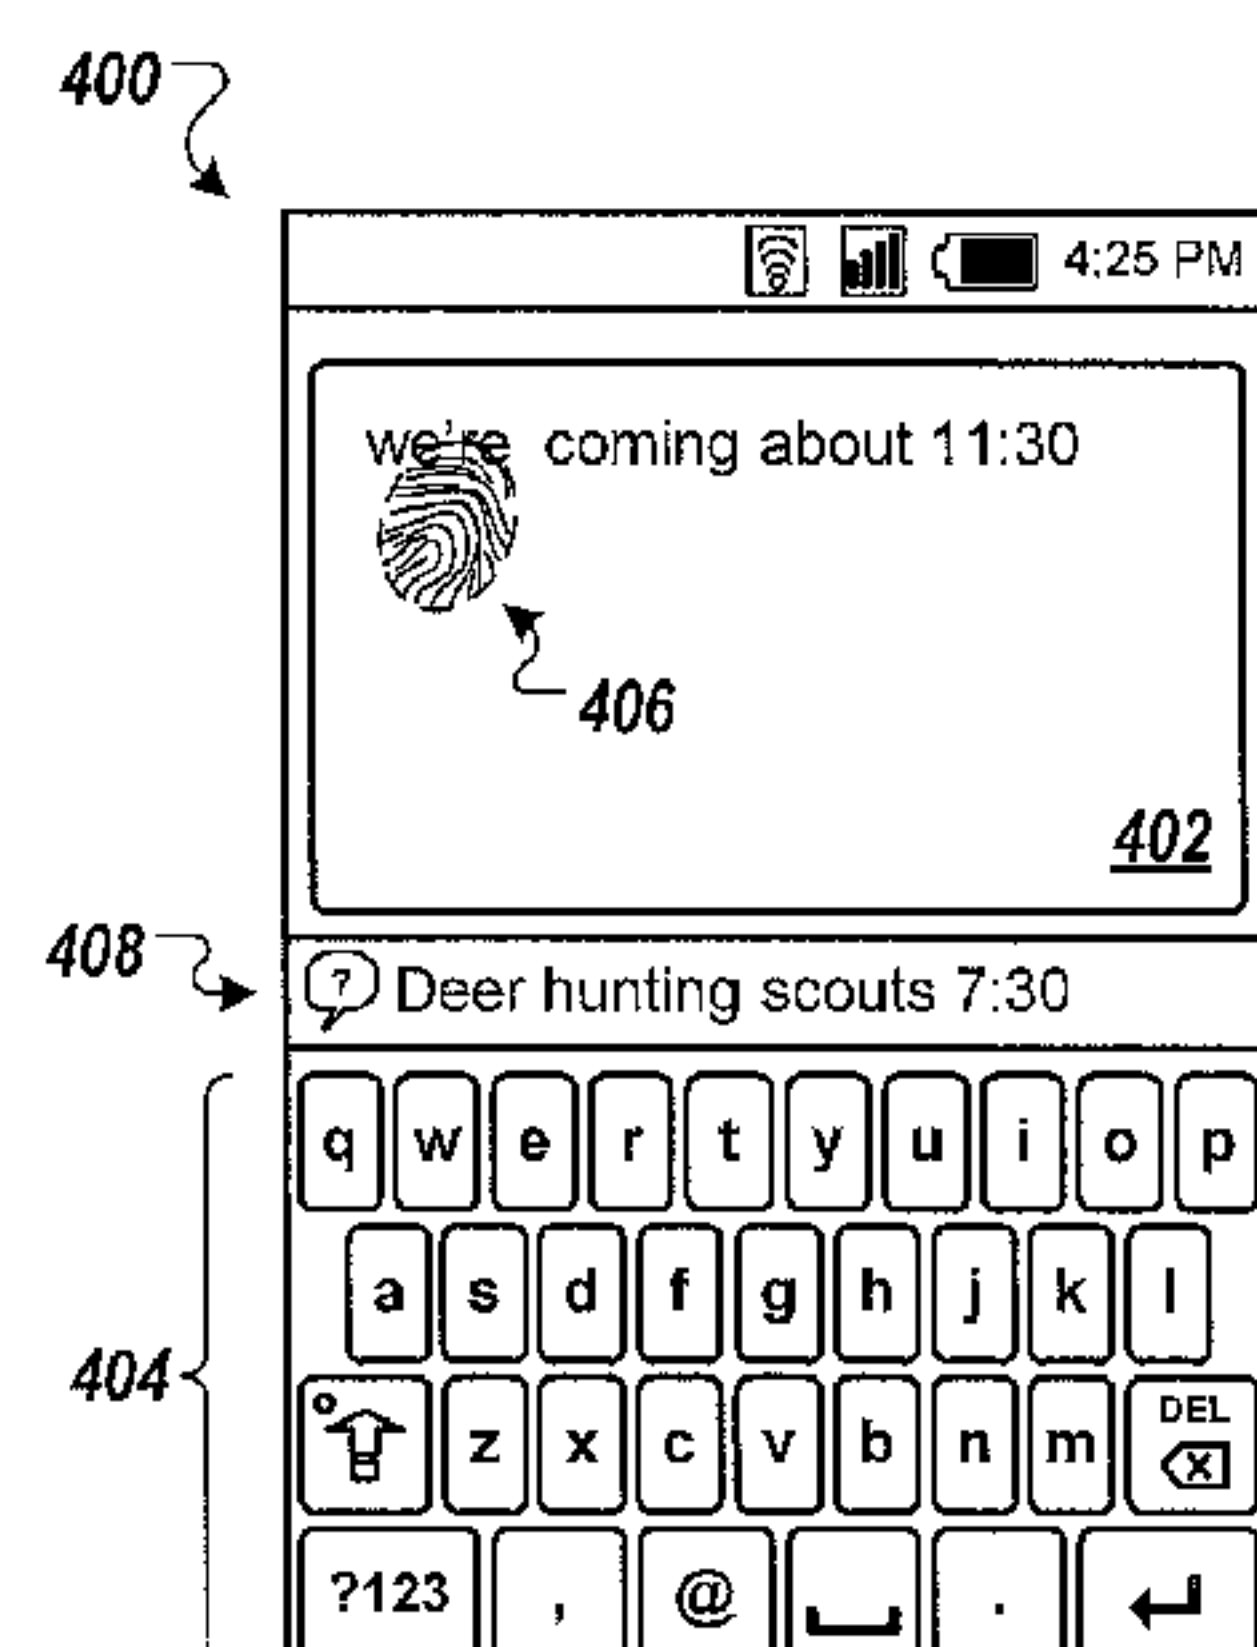 400
4:25 PM
we're coming about 11:30
406
402
408
? Deer hunting scouts 7:30
q w e r t y u i o p
a s d f g h j k l
404
z x c v b n m DEL X
?123 , @ .